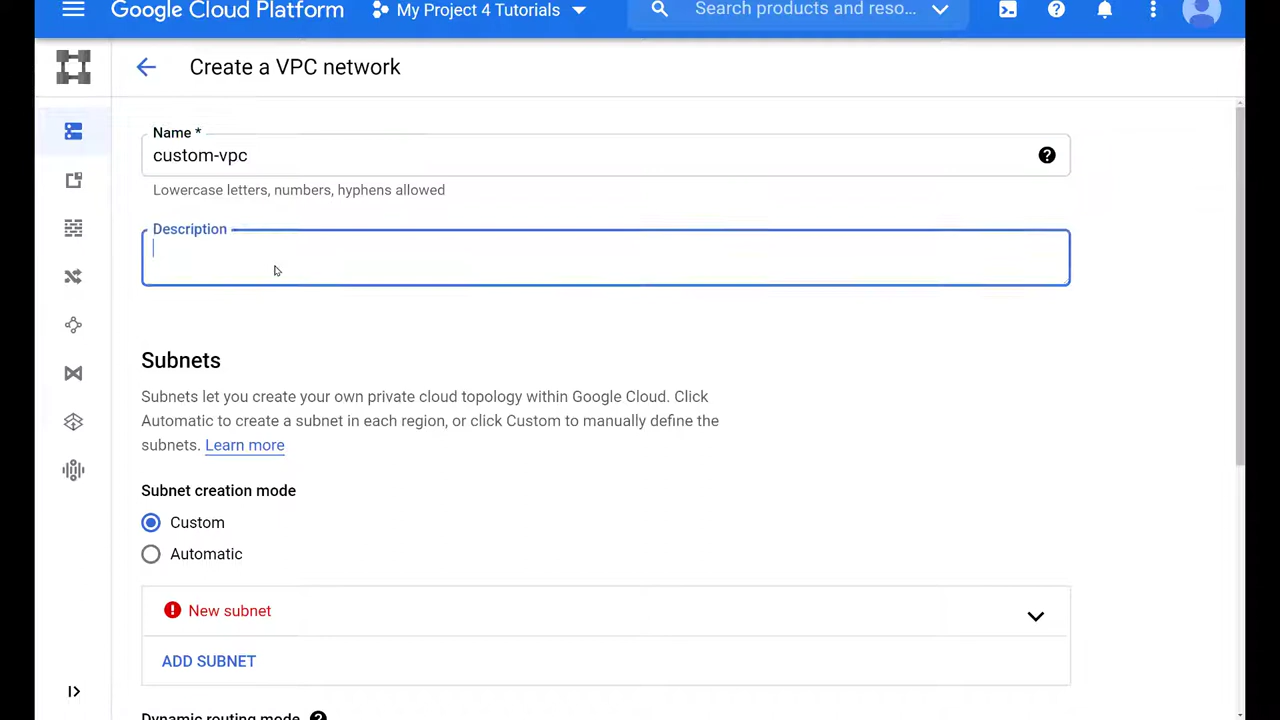 Google Cloud Platform
My Project 4 Tutorials
Search products and reso...
Create a VPC network
Name *
custom-vpc
Lowercase letters, numbers, hyphens allowed
Description
Subnets
Subnets let you create your own private cloud topology within Google Cloud. Click
Automatic to create a subnet in each region, or click Custom to manually define the
subnets. Learn more
Subnet creation mode
Custom
Automatic
New subnet
ADD SUBNET
Dynamic routing mode